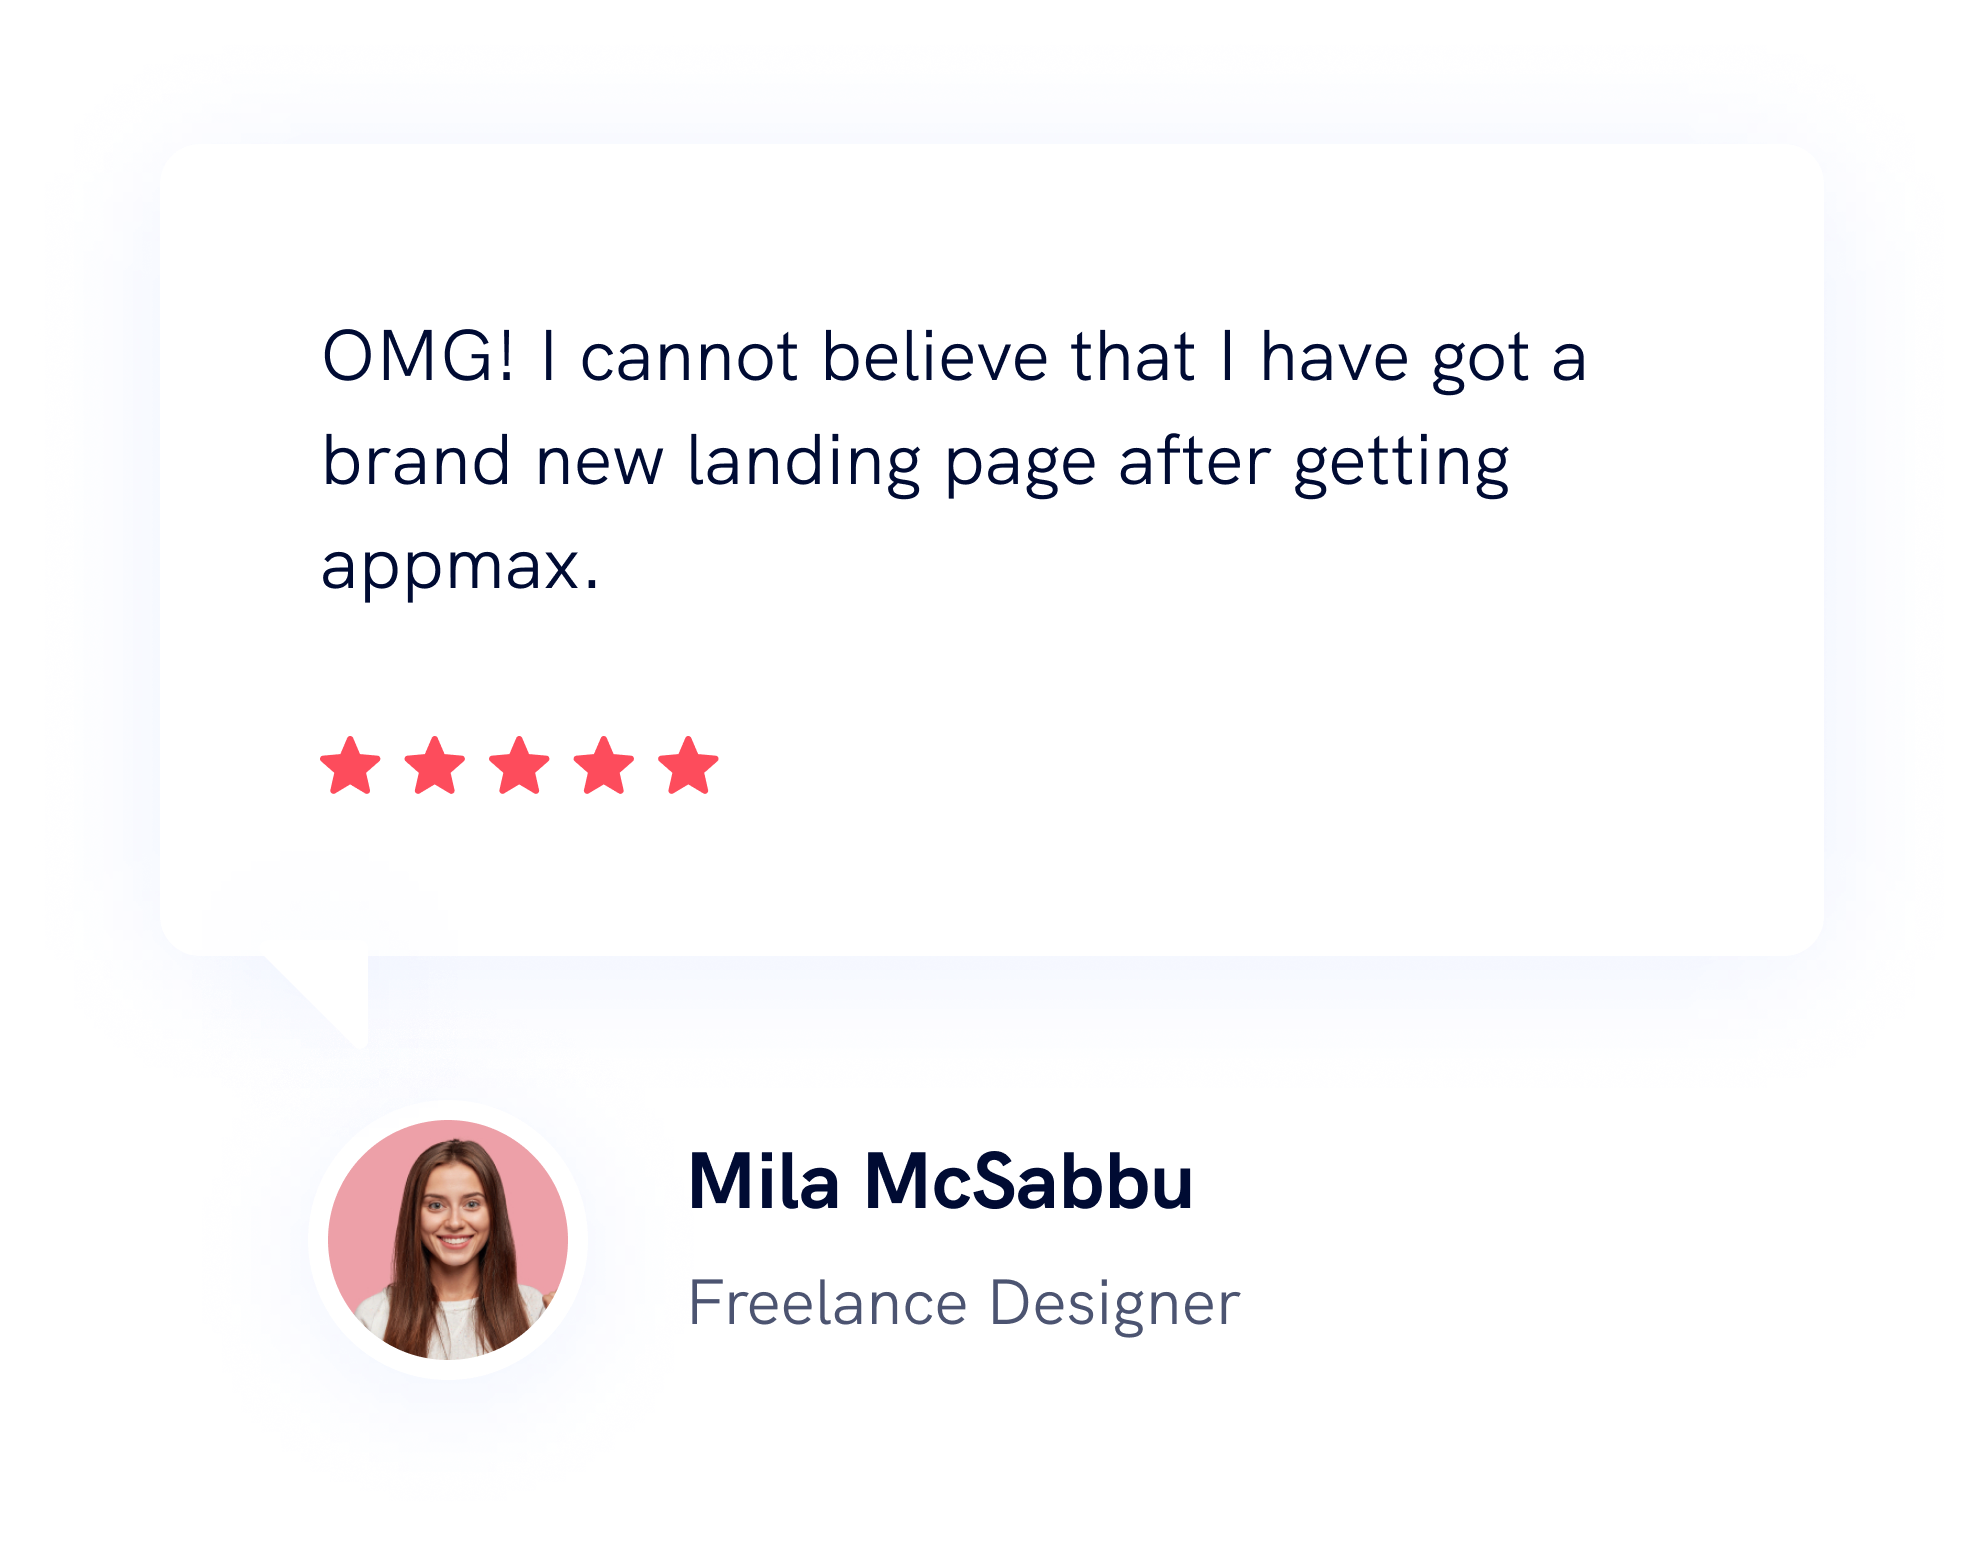 OMG! I cannot believe that I have got a
brand new landing page after getting
appmax.
Mila McSabbu
Freelance Designer